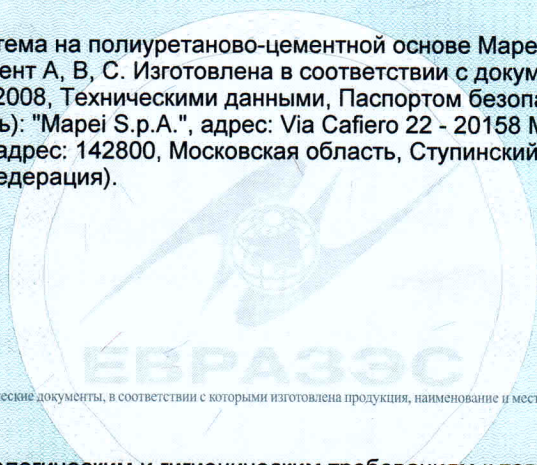 тема на полиуретаново-цементной основе Mape
ент А, В, С. Изготовлена в соответствии с докум
2008, Техническими данными, Паспортом безопа
ь): "Mapei S.p.A.", адрес: Via Cafiero 22 - 20158 M
адрес: 142800, Московская область, Ступинский
едерация).
ЕВРАЗЭС
ческие документы, в соответствии с которыми изготовлена продукция, наименование и мест